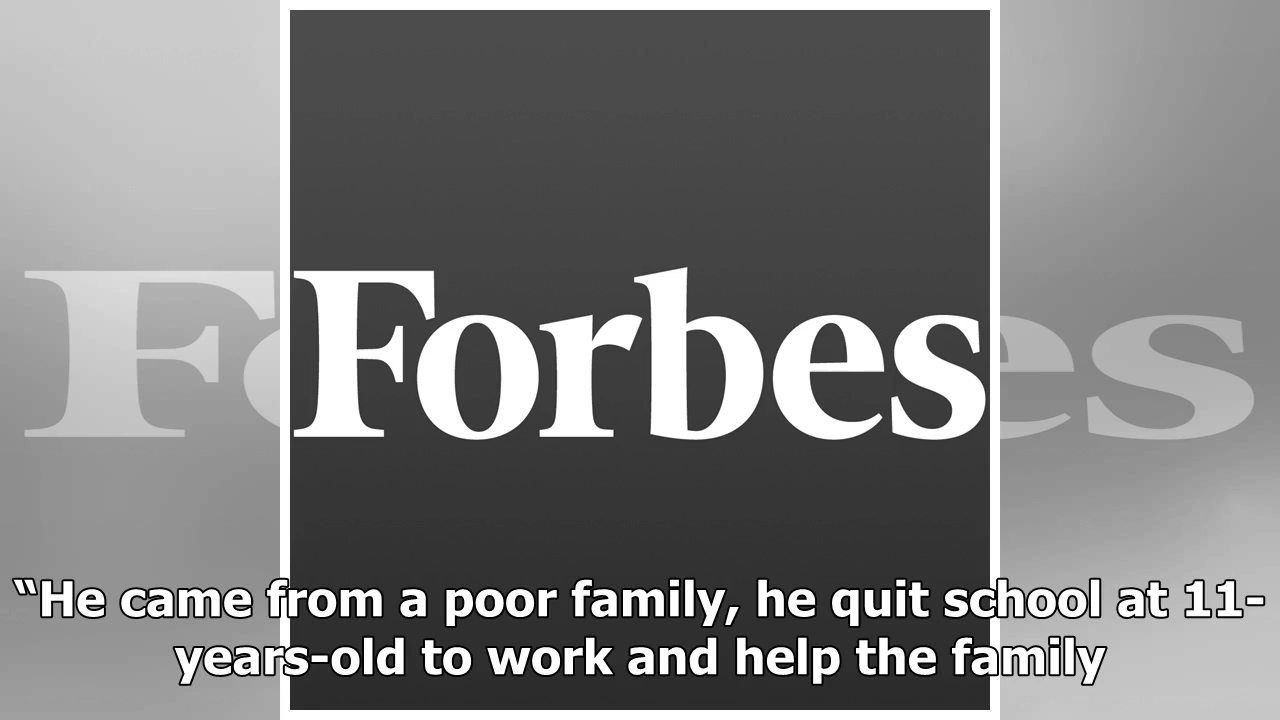 Forbes
“He came from a poor family, he quit school at 11-
years-old to work and help the family